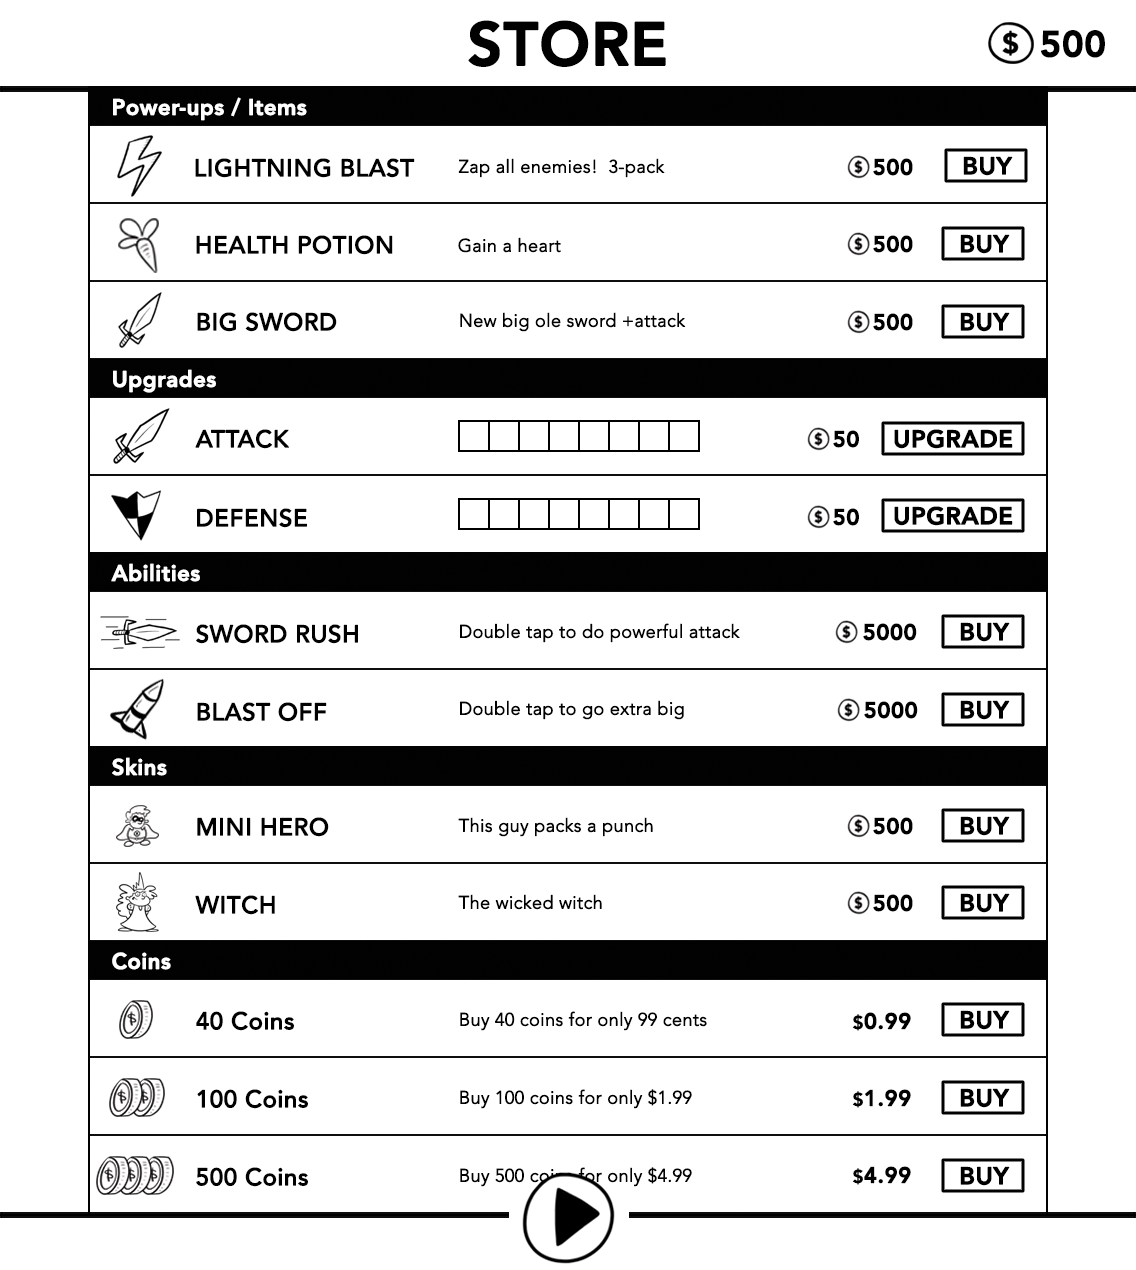 STORE
$ 500
Power-ups / Items
LIGHTNING BLAST Zap all enemies! 3-pack $ 500 BUY
HEALTH POTION Gain a heart $ 500 BUY
BIG SWORD New big ole sword +attack $ 500 BUY
Upgrades
ATTACK $ 50 UPGRADE
DEFENSE $ 50 UPGRADE
Abilities
SWORD RUSH Double tap to do powerful attack $ 5000 BUY
BLAST OFF Double tap to go extra big $ 5000 BUY
Skins
MINI HERO This guy packs a punch $ 500 BUY
WITCH The wicked witch $ 500 BUY
Coins
40 Coins Buy 40 coins for only 99 cents $0.99 BUY
100 Coins Buy 100 coins for only $1.99 $1.99 BUY
500 Coins Buy 500 coins for only $4.99 $4.99 BUY